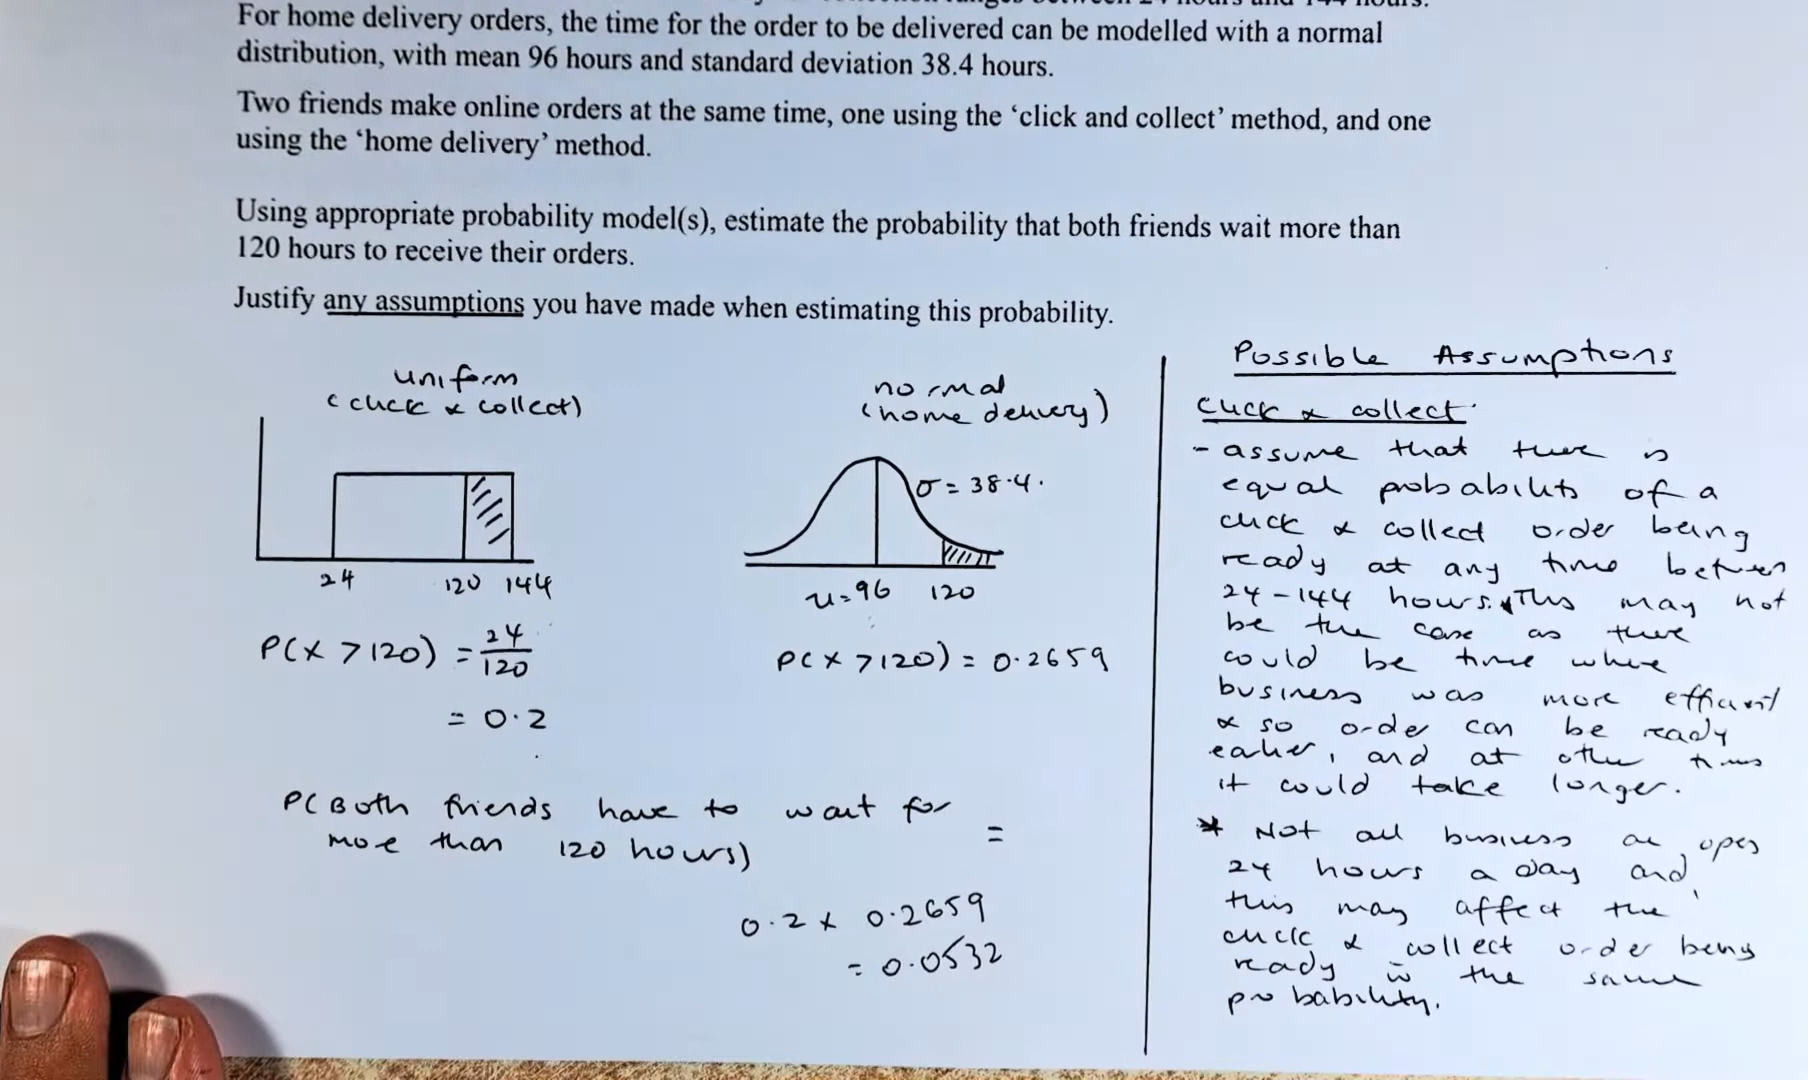 For home delivery orders, the time for the order to be delivered can be modelled with a normal
distribution, with mean 96 hours and standard deviation 38.4 hours.
Two friends make online orders at the same time, one using the ‘click and collect’ method, and one
using the ‘home delivery’ method.
Using appropriate probability model(s), estimate the probability that both friends wait more than
120 hours to receive their orders.
Justify any assumptions you have made when estimating this probability.
uniform
(click & collect)
24 120 144
P(X > 120) = 24/120
= 0.2
normal
(home delivery)
σ = 38.4.
μ = 96 120
P(X > 120) = 0.2659
P(Both friends have to wait for
more than 120 hours) =
0.2 × 0.2659
= 0.0532
Possible Assumptions
Click & collect
- assume that there is
equal probability of a
click & collect order being
ready at any time between
24 - 144 hours. * This may not
be the case as there
could be time where
business was more efficient
& so order can be ready
earlier, and at other times
it could take longer.
* Not all business are open
24 hours a day and
this may affect the
click & collect order being
ready is the same
probability.